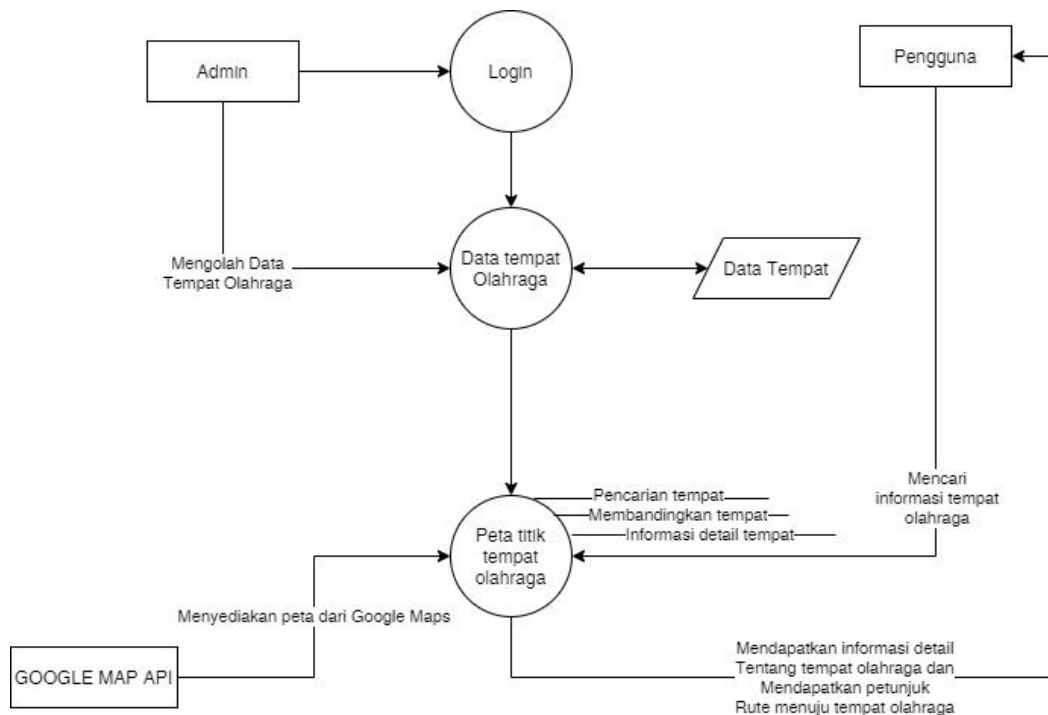 Admin
Login
Pengguna
Mengolah Data
Tempat Olahraga
Data tempat
Olahraga
Data Tempat
Mencari
informasi tempat
olahraga
Pencarian tempat
Membandingkan tempat
Informasi detail tempat
Peta titik
tempat
olahraga
Menyediakan peta dari Google Maps
GOOGLE MAP API
Mendapatkan informasi detail
Tentang tempat olahraga dan
Mendapatkan petunjuk
Rute menuju tempat olahraga